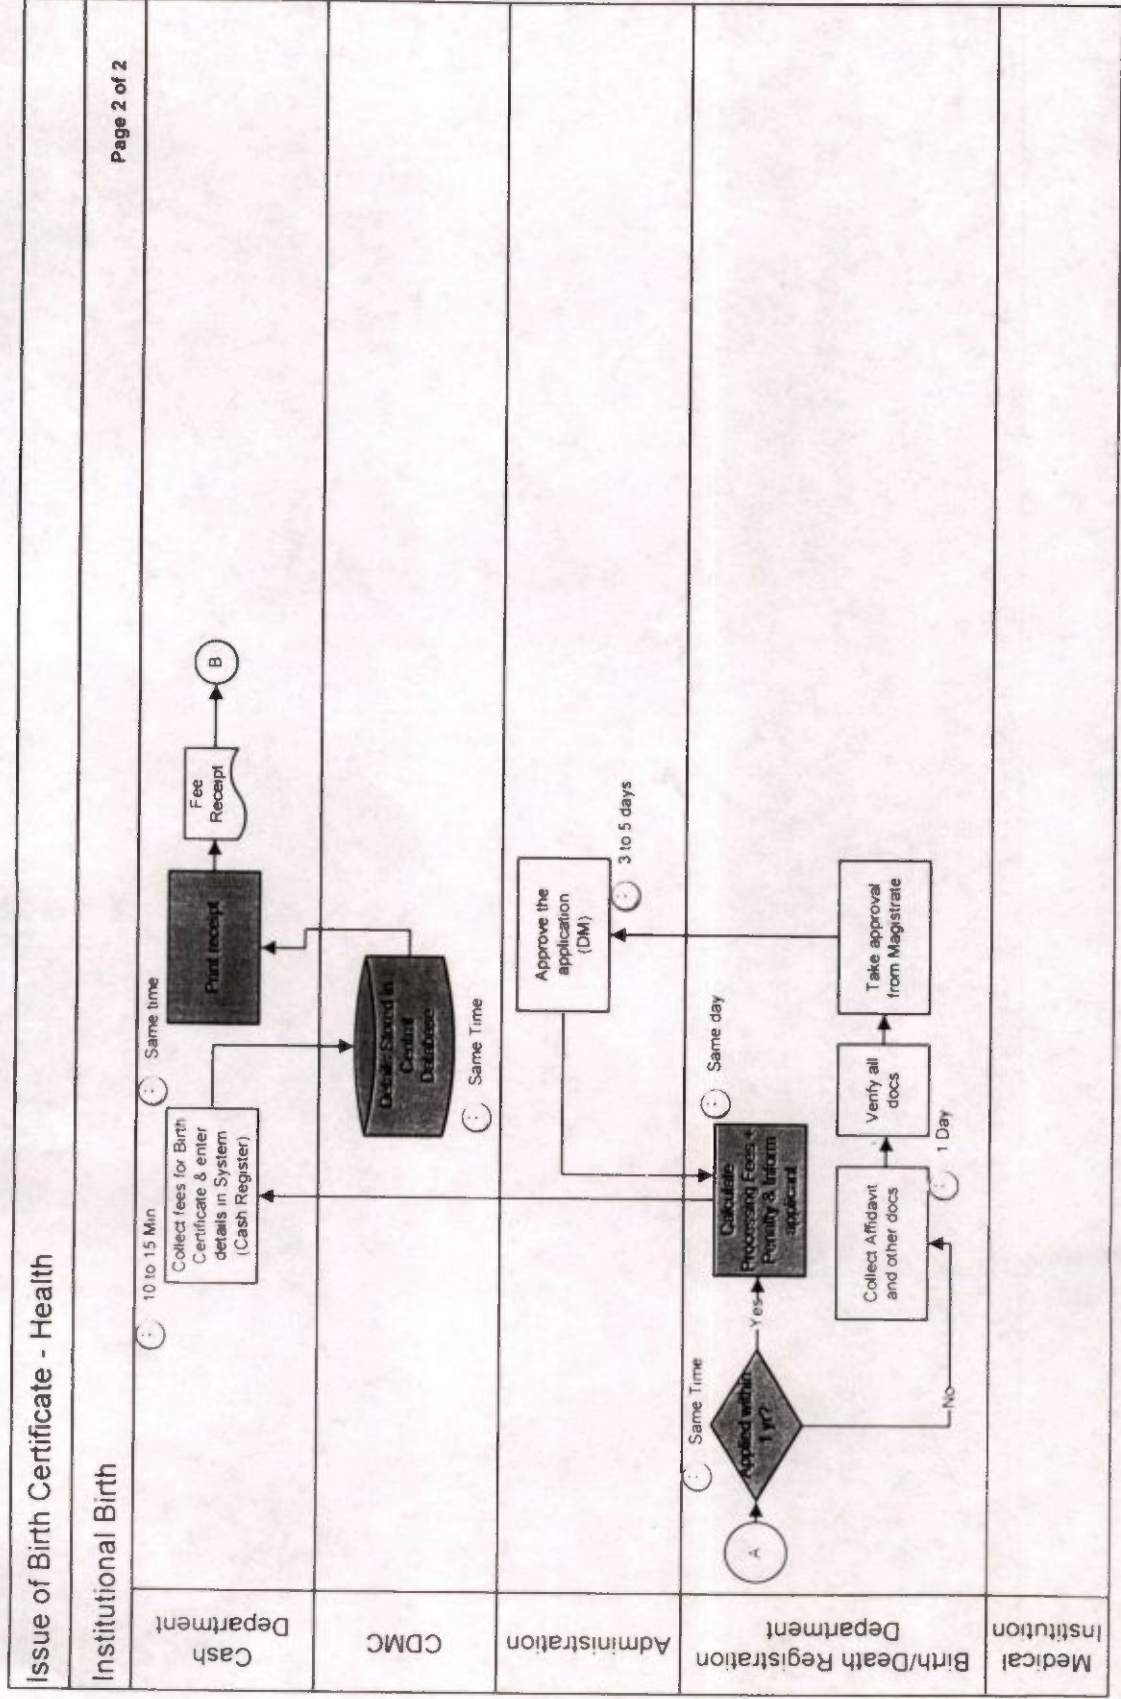 Issue of Birth Certificate - Health
Institutional Birth
Page 2 of 2
Cash
Department
10 to 15 Min
Collect fees for Birth
Certificate & enter
details in System
(Cash Register)
Same time
Print receipt
Fee
Receipt
B
CDMC
Details Stored in
Central
Database
Same Time
Administration
Approve the
application
(DM)
3 to 5 days
Birth/Death Registration
Department
A
Same Time
Applied within
1 yr?
Yes
No
Calculate
Processing Fees +
Penalty & Inform
applicant
Same day
Collect Affidavit
and other docs
1 Day
Verify all
docs
Take approval
from Magistrate
Medical
Institution